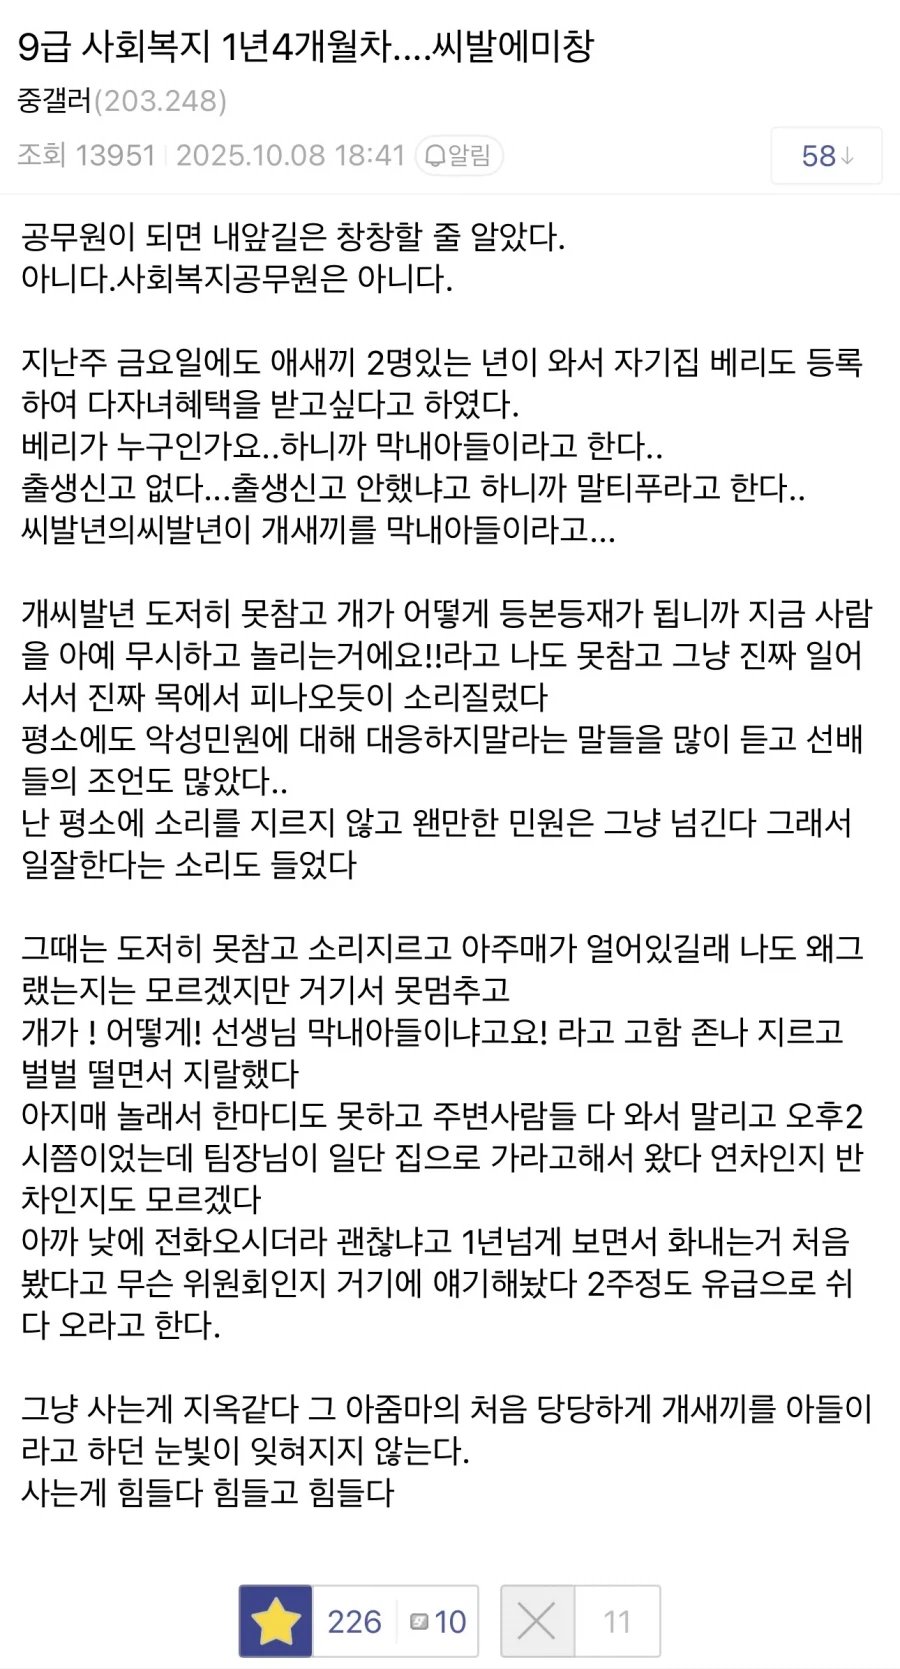 9급 사회복지 1년4개월차....씨발에미창
중갤러(203.248)
조회 13951 2025.10.08 18:41 알림
58↓
공무원이 되면 내앞길은 창창할 줄 알았다.
아니다.사회복지공무원은 아니다.
지난주 금요일에도 애새끼 2명있는 년이 와서 자기집 베리도 등록
하여 다자녀혜택을 받고싶다고 하였다.
베리가 누구인가요..하니까 막내아들이라고 한다..
출생신고 없다...출생신고 안했냐고 하니까 말티푸라고 한다..
씨발년의씨발년이 개새끼를 막내아들이라고...
개씨발년 도저히 못참고 개가 어떻게 등본등재가 됩니까 지금 사람
을 아예 무시하고 놀리는거에요!!라고 나도 못참고 그냥 진짜 일어
서서 진짜 목에서 피나오듯이 소리질렀다
평소에도 악성민원에 대해 대응하지말라는 말들을 많이 듣고 선배
들의 조언도 많았다..
난 평소에 소리를 지르지 않고 왠만한 민원은 그냥 넘긴다 그래서
일잘한다는 소리도 들었다
그때는 도저히 못참고 소리지르고 아주매가 얼어있길래 나도 왜그
랬는지는 모르겠지만 거기서 못멈추고
개가 ! 어떻게! 선생님 막내아들이냐고요! 라고 고함 존나 지르고
벌벌 떨면서 지랄했다
아지매 놀래서 한마디도 못하고 주변사람들 다 와서 말리고 오후2
시쯤이었는데 팀장님이 일단 집으로 가라고해서 왔다 연차인지 반
차인지도 모르겠다
아까 낮에 전화오시더라 괜찮냐고 1년넘게 보면서 화내는거 처음
봤다고 무슨 위원회인지 거기에 얘기해놨다 2주정도 유급으로 쉬
다 오라고 한다.
그냥 사는게 지옥같다 그 아줌마의 처음 당당하게 개새끼를 아들이
라고 하던 눈빛이 잊혀지지 않는다.
사는게 힘들다 힘들고 힘들다
226 10 11